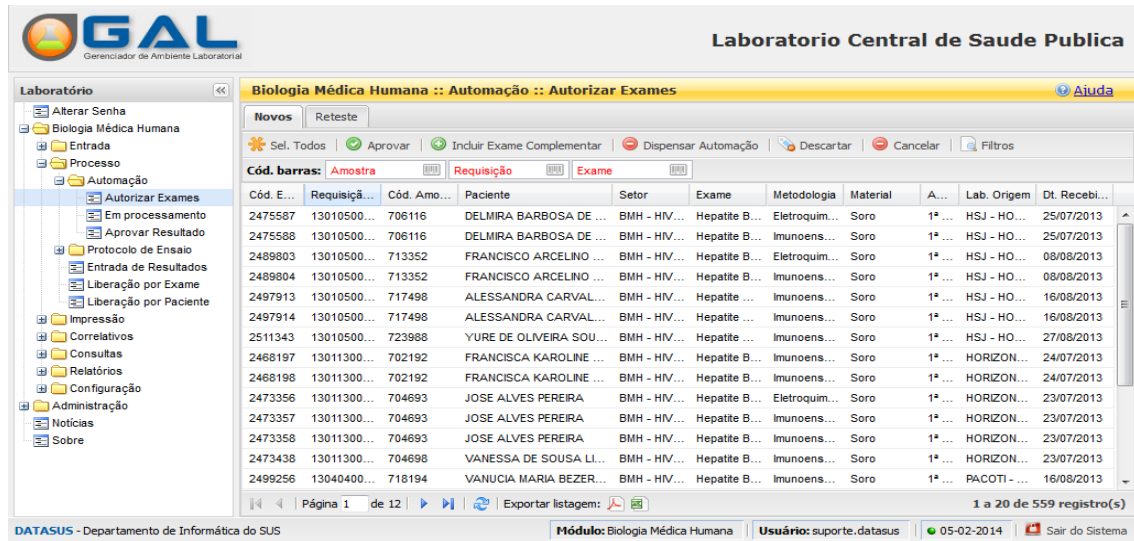 GAL
Gerenciador de Ambiente Laboratorial
Laboratorio Central de Saude Publica
Laboratório
Alterar Senha
Biologia Médica Humana
Entrada
Processo
Automação
Autorizar Exames
Em processamento
Aprovar Resultado
Protocolo de Ensaio
Entrada de Resultados
Liberação por Exame
Liberação por Paciente
Impressão
Correlativos
Consultas
Relatórios
Configuração
Administração
Notícias
Sobre
Biologia Médica Humana :: Automação :: Autorizar Exames Ajuda
Novos Reteste
Sel. Todos Aprovar Incluir Exame Complementar Dispensar Automação Descartar Cancelar Filtros
Cód. barras: Amostra Requisição Exame
Cód. E... Requisiçã... Cód. Amo... Paciente Setor Exame Metodologia Material A... Lab. Origem Dt. Recebi...
2475587 13010500... 706116 DELMIRA BARBOSA DE ... BMH - HIV... Hepatite B... Eletroquim... Soro 1ª ... HSJ - HO... 25/07/2013
2475588 13010500... 706116 DELMIRA BARBOSA DE ... BMH - HIV... Hepatite B... Imunoens... Soro 1ª ... HSJ - HO... 25/07/2013
2489803 13010500... 713352 FRANCISCO ARCELINO ... BMH - HIV... Hepatite B... Eletroquim... Soro 1ª ... HSJ - HO... 08/08/2013
2489804 13010500... 713352 FRANCISCO ARCELINO ... BMH - HIV... Hepatite B... Imunoens... Soro 1ª ... HSJ - HO... 08/08/2013
2497913 13010500... 717498 ALESSANDRA CARVAL... BMH - HIV... Hepatite ... Imunoens... Soro 1ª ... HSJ - HO... 16/08/2013
2497914 13010500... 717498 ALESSANDRA CARVAL... BMH - HIV... Hepatite ... Imunoens... Soro 1ª ... HSJ - HO... 16/08/2013
2511343 13010500... 723988 YURE DE OLIVEIRA SOU... BMH - HIV... Hepatite ... Imunoens... Soro 1ª ... HSJ - HO... 27/08/2013
2468197 13011300... 702192 FRANCISCA KAROLINE ... BMH - HIV... Hepatite B... Imunoens... Soro 1ª ... HORIZON... 24/07/2013
2468198 13011300... 702192 FRANCISCA KAROLINE ... BMH - HIV... Hepatite B... Imunoens... Soro 1ª ... HORIZON... 24/07/2013
2473356 13011300... 704693 JOSE ALVES PEREIRA BMH - HIV... Hepatite B... Eletroquim... Soro 1ª ... HORIZON... 23/07/2013
2473357 13011300... 704693 JOSE ALVES PEREIRA BMH - HIV... Hepatite B... Imunoens... Soro 1ª ... HORIZON... 23/07/2013
2473358 13011300... 704693 JOSE ALVES PEREIRA BMH - HIV... Hepatite B... Imunoens... Soro 1ª ... HORIZON... 23/07/2013
2473438 13011300... 704698 VANESSA DE SOUSA LI... BMH - HIV... Hepatite B... Imunoens... Soro 1ª ... HORIZON... 23/07/2013
2499256 13040400... 718194 VANUCIA MARIA BEZER... BMH - HIV... Hepatite B... Imunoens... Soro 1ª ... PACOTI - ... 16/08/2013
Página 1 de 12 Exportar listagem: 1 a 20 de 559 registro(s)
DATASUS - Departamento de Informática do SUS Módulo: Biologia Médica Humana Usuário: suporte.datasus 05-02-2014 Sair do Sistema